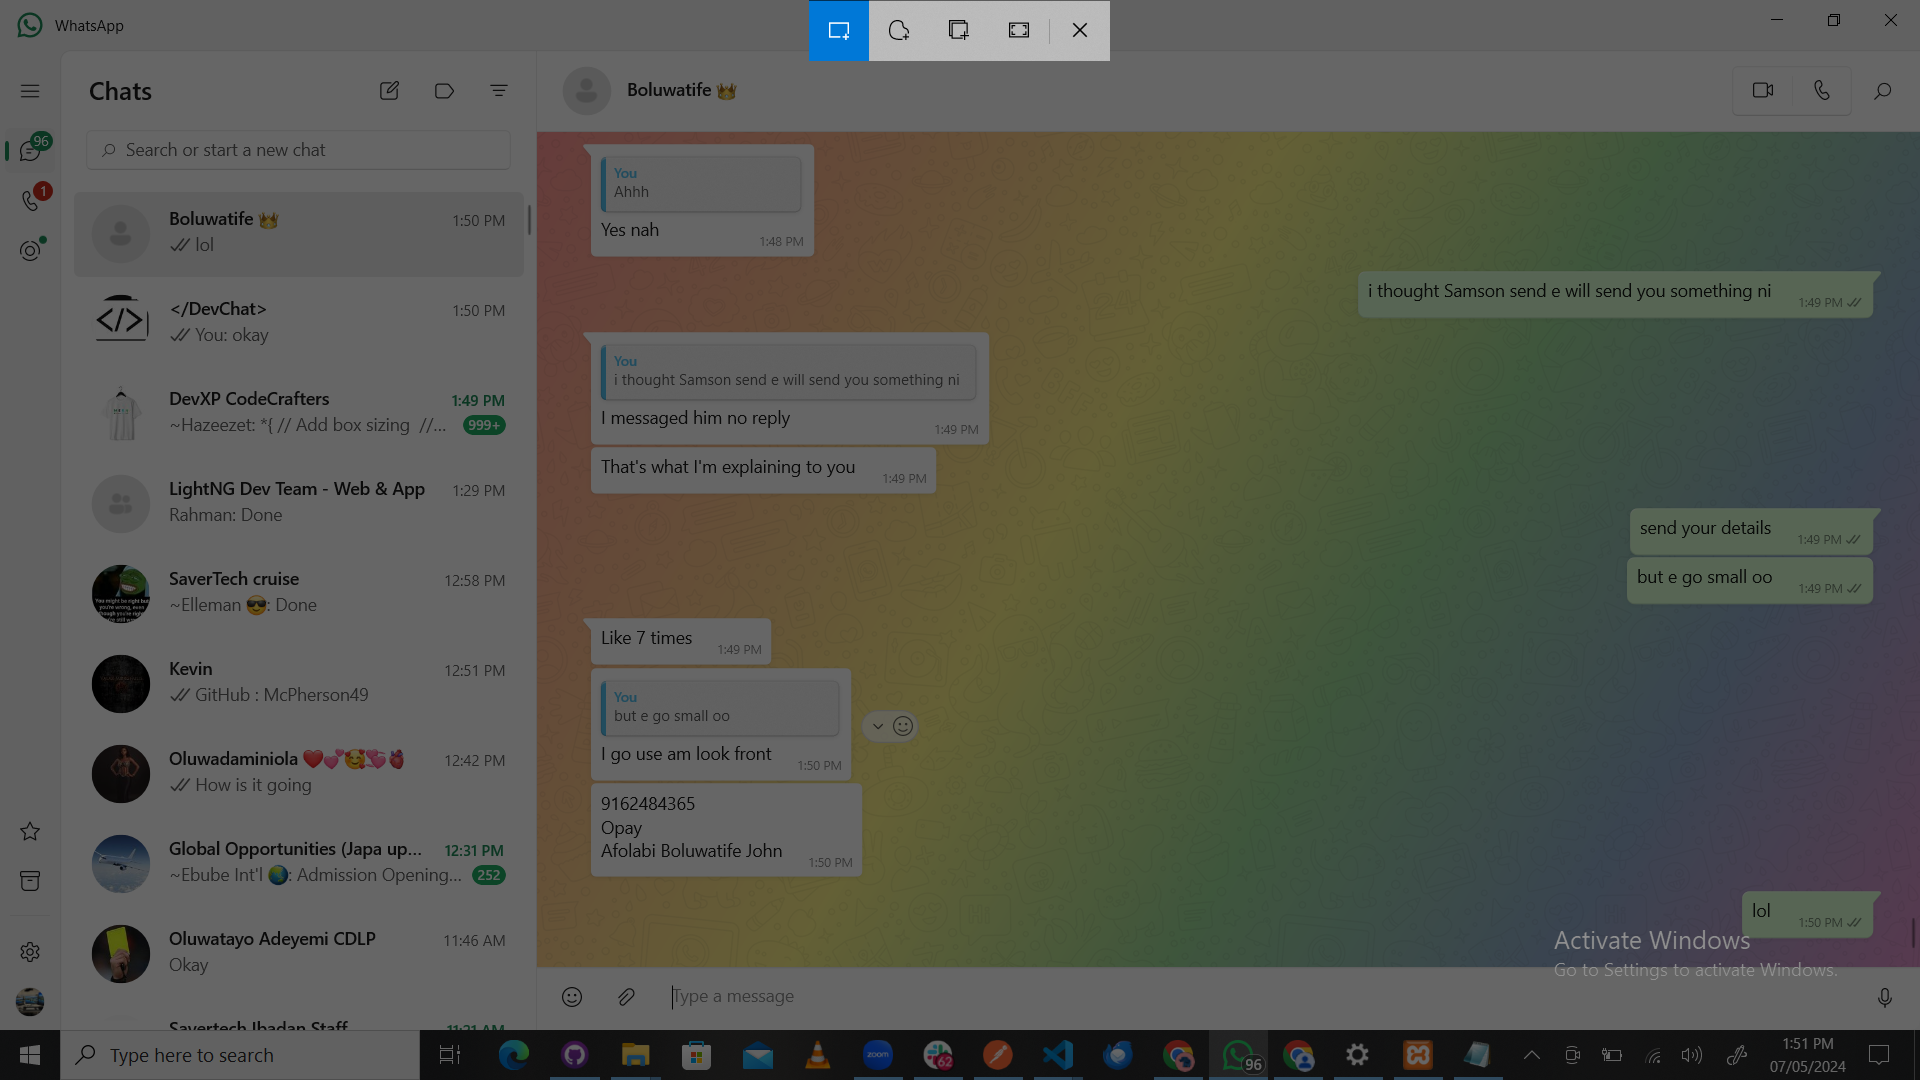 WhatsApp
Chats
96
Search or start a new chat
1
Boluwatife 👑
1:50 PM
lol
</DevChat>
1:50 PM
</>
You: okay
DevXP CodeCrafters
1:49 PM
~Hazeezet: *{ // Add box sizing  //...
999+
LightNG Dev Team - Web & App
1:29 PM
Rahman: Done
SaverTech cruise
12:58 PM
~Elleman 😎: Done
Kevin
12:51 PM
GitHub : McPherson49
Oluwadaminiola ❤️💕🥰💞🫀
12:42 PM
How is it going
Global Opportunities (Japa up...
12:31 PM
~Ebube Int'l 🌍: Admission Opening...
252
Oluwatayo Adeyemi CDLP
11:46 AM
Okay
Savertech Ibadan Staff
11:21 AM
Boluwatife 👑
You
Ahhh
Yes nah
1:48 PM
i thought Samson send e will send you something ni
1:49 PM
You
i thought Samson send e will send you something ni
I messaged him no reply
1:49 PM
That's what I'm explaining to you
1:49 PM
send your details
1:49 PM
but e go small oo
1:49 PM
Like 7 times
1:49 PM
You
but e go small oo
I go use am look front
1:50 PM
9162484365
Opay
Afolabi Boluwatife John
1:50 PM
lol
1:50 PM
Activate Windows
Go to Settings to activate Windows.
Type a message
Type here to search
zoom
62
96
1:51 PM
07/05/2024